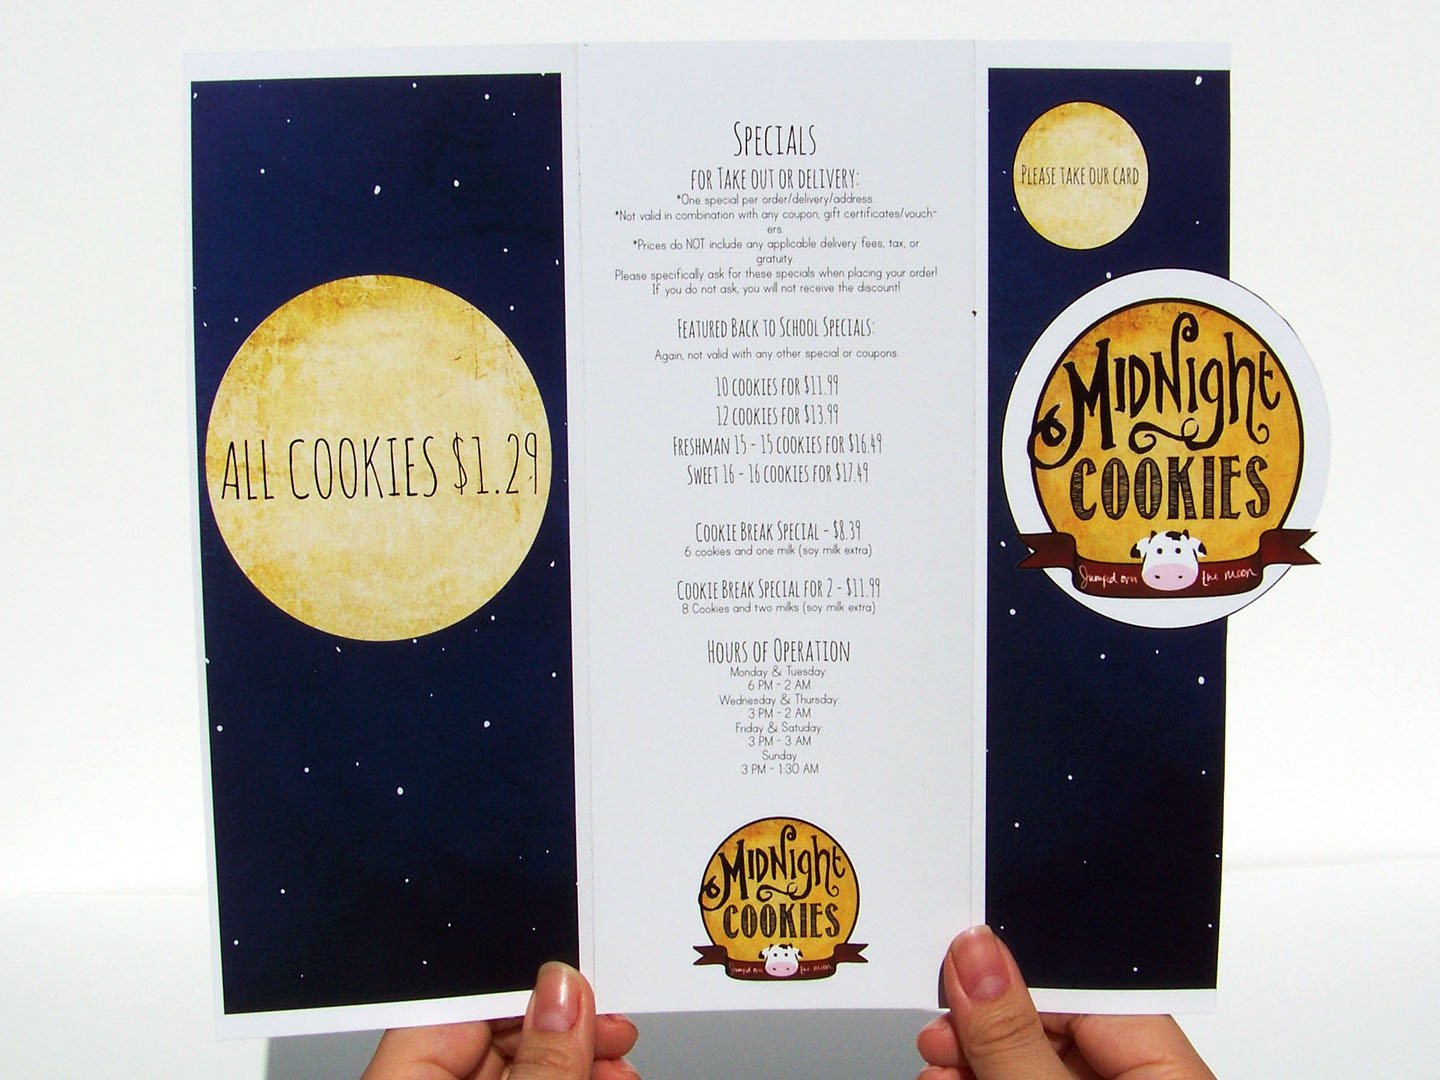 ALL COOKIES $1.29
SPECIALS
FOR TAKE OUT OR DELIVERY:
*One special per order/delivery/address.
*Not valid in combination with any coupon, gift certificates/vouch-
ers.
*Prices do NOT include any applicable delivery fees, tax, or
gratuity.
Please specifically ask for these specials when placing your order!
If you do not ask, you will not receive the discount!
FEATURED BACK TO SCHOOL SPECIALS:
Again, not valid with any other special or coupons.
10 COOKIES FOR $11.99
12 COOKIES FOR $13.99
FRESHMAN 15 - 15 COOKIES FOR $16.49
SWEET 16 - 16 COOKIES FOR $17.49
COOKIE BREAK SPECIAL - $8.39
6 cookies and one milk (soy milk extra)
COOKIE BREAK SPECIAL FOR 2 - $11.99
8 Cookies and two milks (soy milk extra)
HOURS OF OPERATION
Monday & Tuesday:
6 PM - 2 AM
Wednesday & Thursday:
3 PM - 2 AM
Friday & Satuday:
3 PM - 3 AM
Sunday
3 PM - 1:30 AM
MIDNight
COOKIES
Jumped ovr the moon
PLEASE TAKE OUR CARD
MIDNight
COOKIES
Jumped ovr the moon